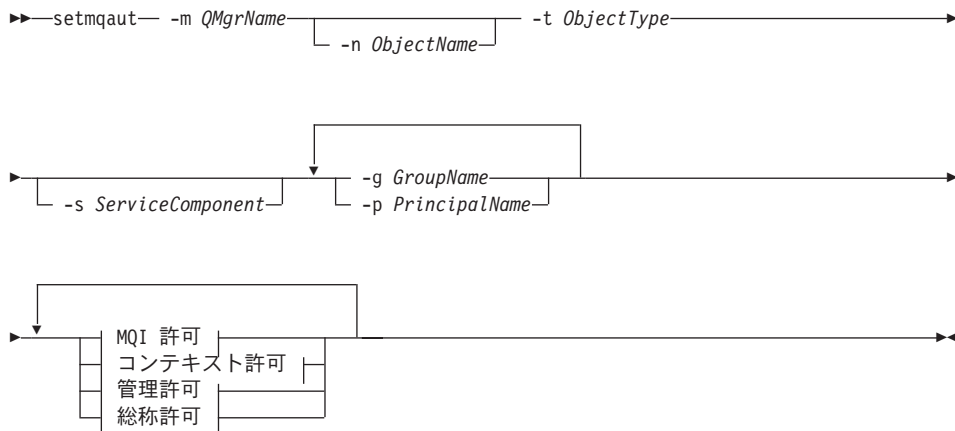 setmqaut -m QMgrName -n ObjectName -t ObjectType
-s ServiceComponent -g GroupName
-p PrincipalName
MQI 許可
コンテキスト許可
管理許可
総称許可